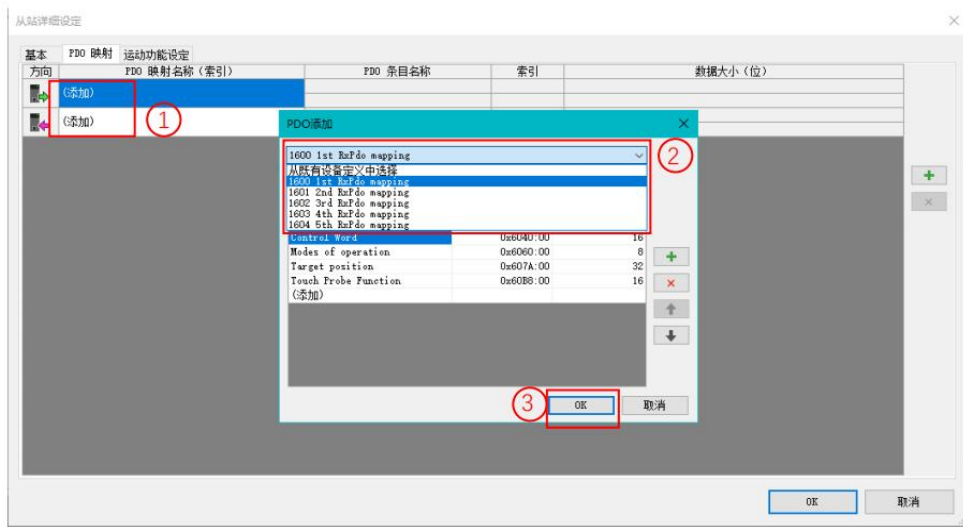 从站详细设定
基本 PDO 映射 运动功能设定
方向 PDO 映射名称（索引） PDO 条目名称 索引 数据大小（位）
(添加)
(添加)
①
PDO添加
1600 1st RxPdo mapping
②
从既有设备定义中选择
1600 1st RxPdo mapping
1601 2nd RxPdo mapping
1602 3rd RxPdo mapping
1603 4th RxPdo mapping
1604 5th RxPdo mapping
Control Word 0x6040:00 16
Modes of operation 0x6060:00 8
Target position 0x607A:00 32
Touch Probe Function 0x60B8:00 16
(添加)
③
OK 取消
OK 取消